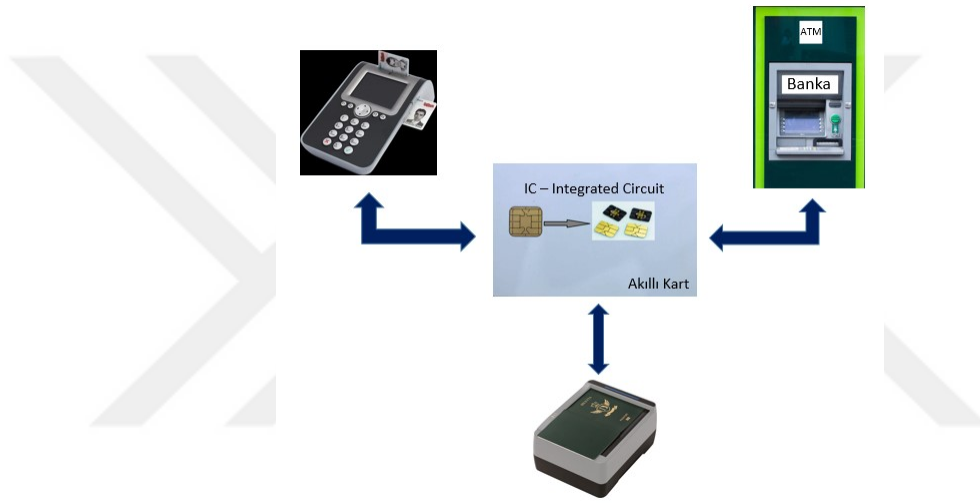 ATM
Banka
IC – Integrated Circuit
Akıllı Kart